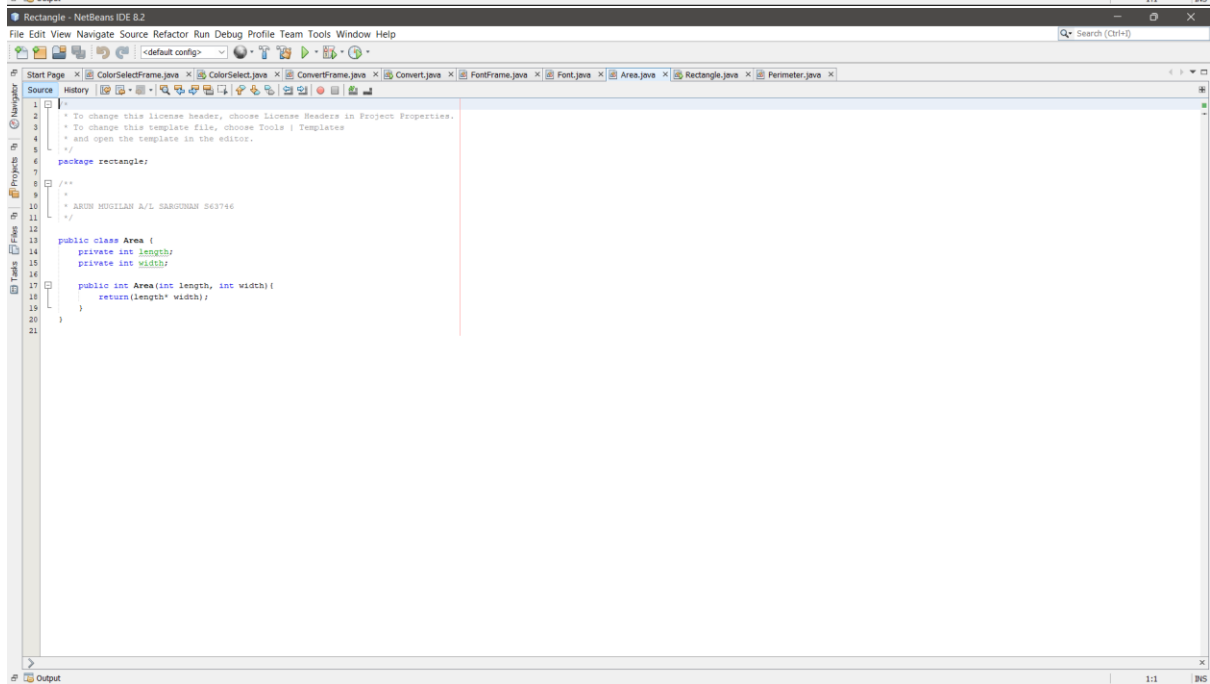 Output
1:1 INS
Rectangle - NetBeans IDE 8.2
File Edit View Navigate Source Refactor Run Debug Profile Team Tools Window Help
Search (Ctrl+I)
<default config>
Start Page ColorSelectFrame.java ColorSelect.java ConvertFrame.java Convert.java FontFrame.java Font.java Area.java Rectangle.java Perimeter.java
Source History
Navigator
Projects
Files
Tasks
1 /*
2 * To change this license header, choose License Headers in Project Properties.
3 * To change this template file, choose Tools | Templates
4 * and open the template in the editor.
5 */
6 package rectangle;
7
8 /**
9 *
10 * ARUN MUGILAN A/L SARGUNAN S63746
11 */
12
13 public class Area {
14 private int length;
15 private int width;
16
17 public int Area(int length, int width){
18 return(length* width);
19 }
20 }
21
Output
1:1 INS